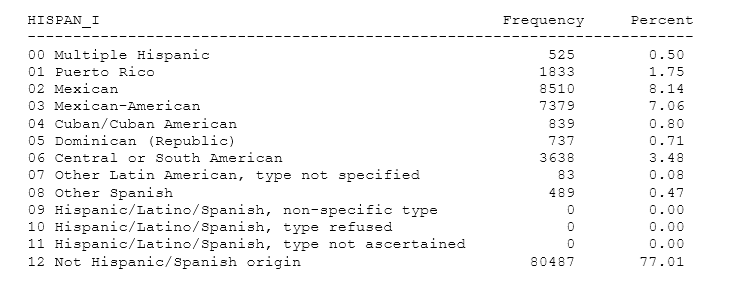 HISPAN_I Frequency Percent
--------------------------------------------------------------------------
00 Multiple Hispanic 525 0.50
01 Puerto Rico 1833 1.75
02 Mexican 8510 8.14
03 Mexican-American 7379 7.06
04 Cuban/Cuban American 839 0.80
05 Dominican (Republic) 737 0.71
06 Central or South American 3638 3.48
07 Other Latin American, type not specified 83 0.08
08 Other Spanish 489 0.47
09 Hispanic/Latino/Spanish, non-specific type 0 0.00
10 Hispanic/Latino/Spanish, type refused 0 0.00
11 Hispanic/Latino/Spanish, type not ascertained 0 0.00
12 Not Hispanic/Spanish origin 80487 77.01